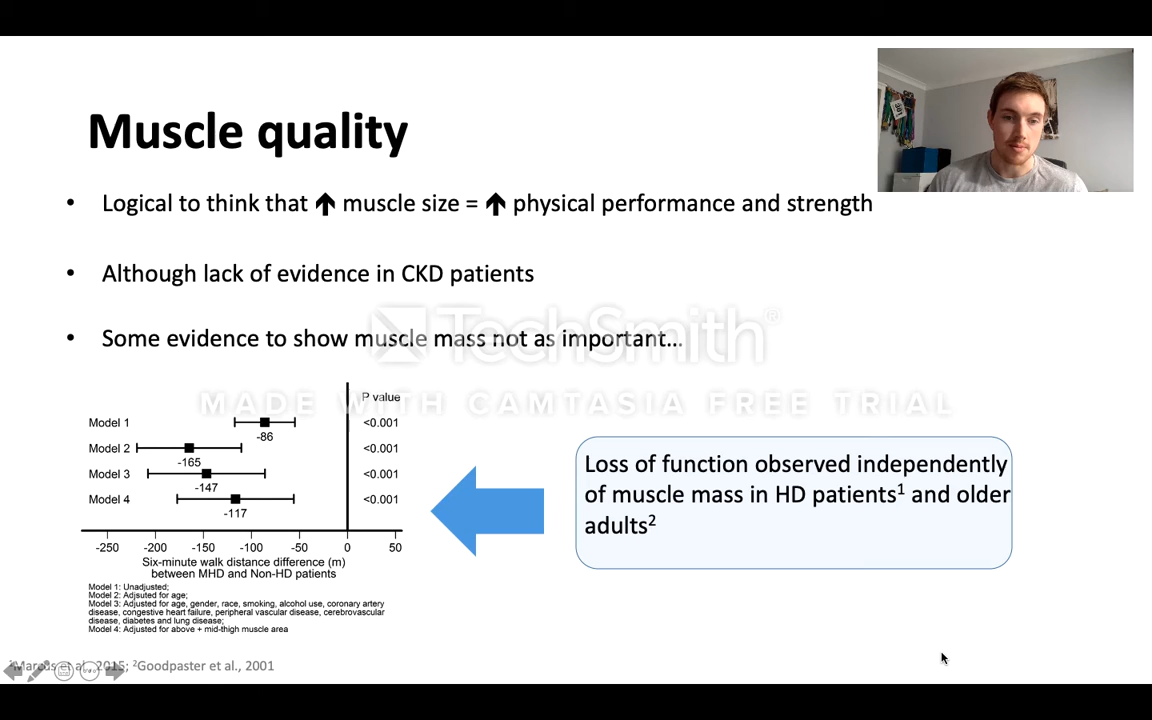 Muscle quality
• Logical to think that ↑ muscle size = ↑ physical performance and strength
• Although lack of evidence in CKD patients
• Some evidence to show muscle mass not as important...
TechSmith®
MADE WITH CAMTASIA FREE TRIAL
P value
Model 1 <0.001
-86
Model 2 <0.001
-165
Model 3 <0.001
-147
Model 4 <0.001
-117
-250 -200 -150 -100 -50 0 50
Six-minute walk distance difference (m)
between MHD and Non-HD patients
Model 1: Unadjusted;
Model 2: Adjsuted for age;
Model 3: Adjusted for age, gender, race, smoking, alcohol use, coronary artery
disease, congestive heart failure, peripheral vascular disease, cerebrovascular
disease, diabetes and lung disease;
Model 4: Adjusted for above + mid-thigh muscle area
Loss of function observed independently
of muscle mass in HD patients¹ and older
adults²
¹Marcus et al., 2015; ²Goodpaster et al., 2001